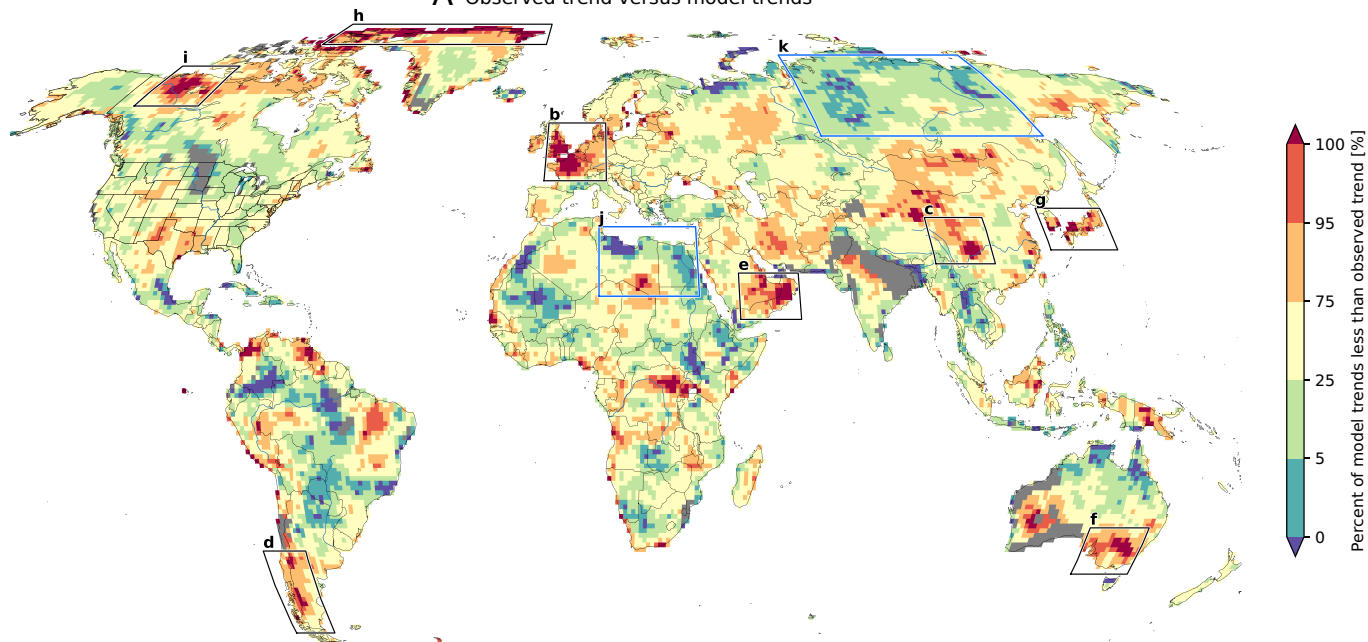 A Observed trend versus model trends
h
i
k
b
c
g
j
e
f
d
100
95
75
25
5
0
Percent of model trends less than observed trend [%]